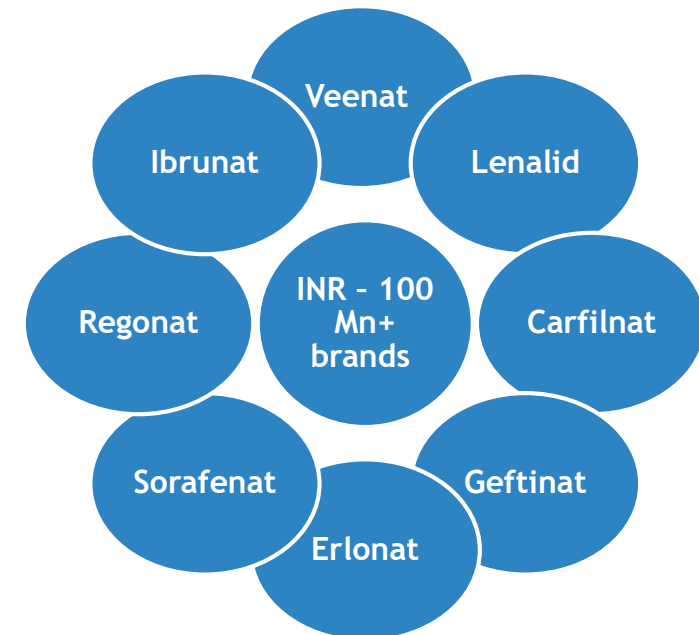 Veenat
Ibrunat
Lenalid
INR – 100
Mn+
brands
Regonat
Carfilnat
Sorafenat
Geftinat
Erlonat